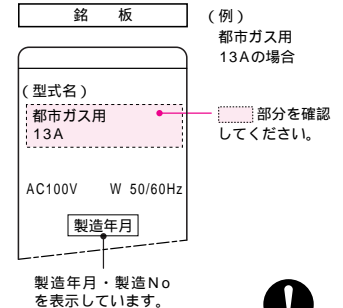 銘 板
(例)
都市ガス用
13Aの場合
(型式名)
都市ガス用
13A
部分を確認
してください。
AC100V W 50/60Hz
製造年月
製造年月・製造No
を表示しています。